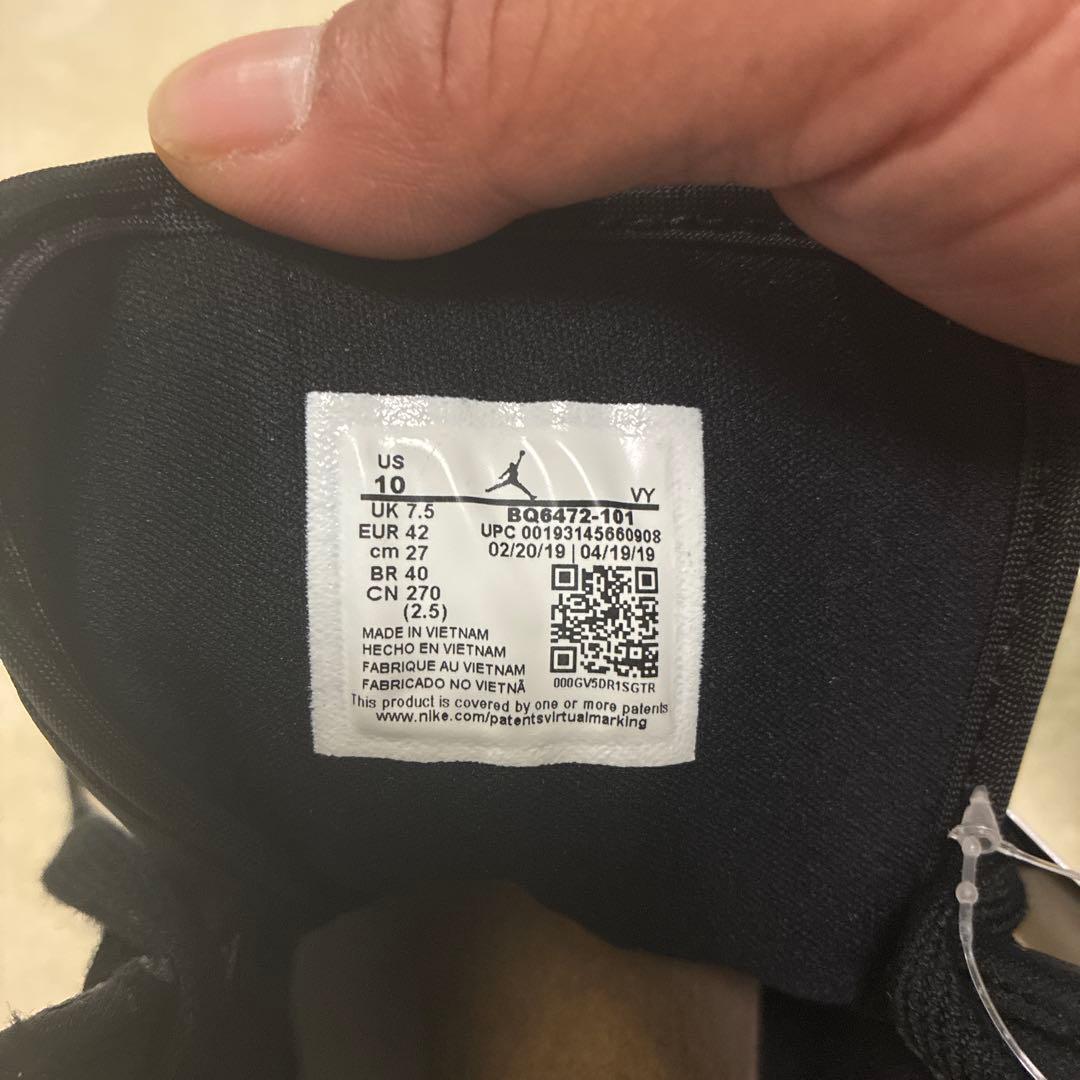 US
10
VY
UK 7.5
BQ6472-101
EUR 42
UPC 00193145660908
cm 27
02/20/19 | 04/19/19
BR 40
CN 270
(2.5)
MADE IN VIETNAM
HECHO EN VIETNAM
FABRIQUE AU VIETNAM
FABRICADO NO VIETNÃ
000GV5DR1SGTR
This product is covered by one or more patents
www.nike.com/patentsvirtualmarking